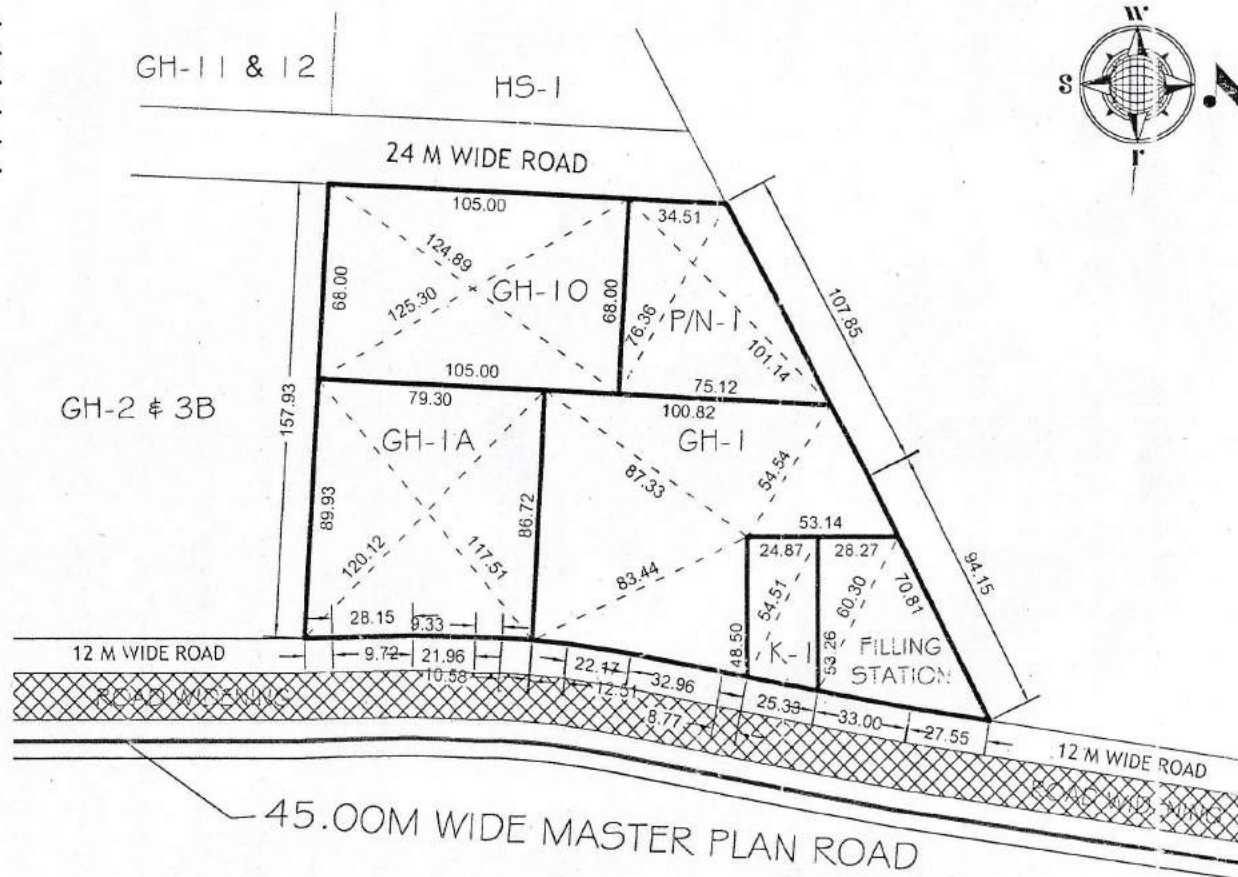 W
S
GH-11 & 12
HS-1
24 M WIDE ROAD
105.00
34.51
124.89
68.00
GH-10
125.30
68.00
76.36
P/N-1
101.14
107.85
105.00
75.12
79.30
100.82
GH-2 & 3B
157.93
GH-1A
GH-1
87.33
54.54
89.93
86.72
53.14
24.87
28.27
120.12
117.51
83.44
54.51
60.30
70.81
94.15
28.15
9.33
48.50
K-1
53.26
FILLING
STATION
12 M WIDE ROAD
9.72
21.96
22.17
32.96
10.58
12.51
8.77
25.33
33.00
27.55
12 M WIDE ROAD
ROAD WIDENING
ROAD WIDENING
45.00M WIDE MASTER PLAN ROAD